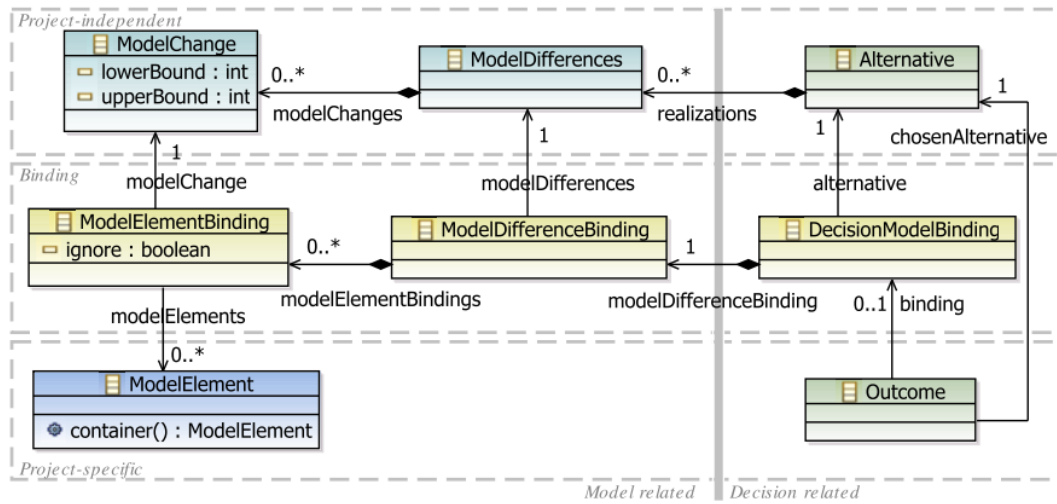 Project-independent
ModelChange
lowerBound : int
upperBound : int
0..*
modelChanges
ModelDifferences
0..*
realizations
Alternative
1
chosenAlternative
1
modelChange
1
modelDifferences
1
alternative
Binding
ModelElementBinding
ignore : boolean
0..*
modelElementBindings
ModelDifferenceBinding
1
modelDifferenceBinding
DecisionModelBinding
0..1
binding
modelElements
0..*
ModelElement
container() : ModelElement
Outcome
Project-specific
Model related
Decision related